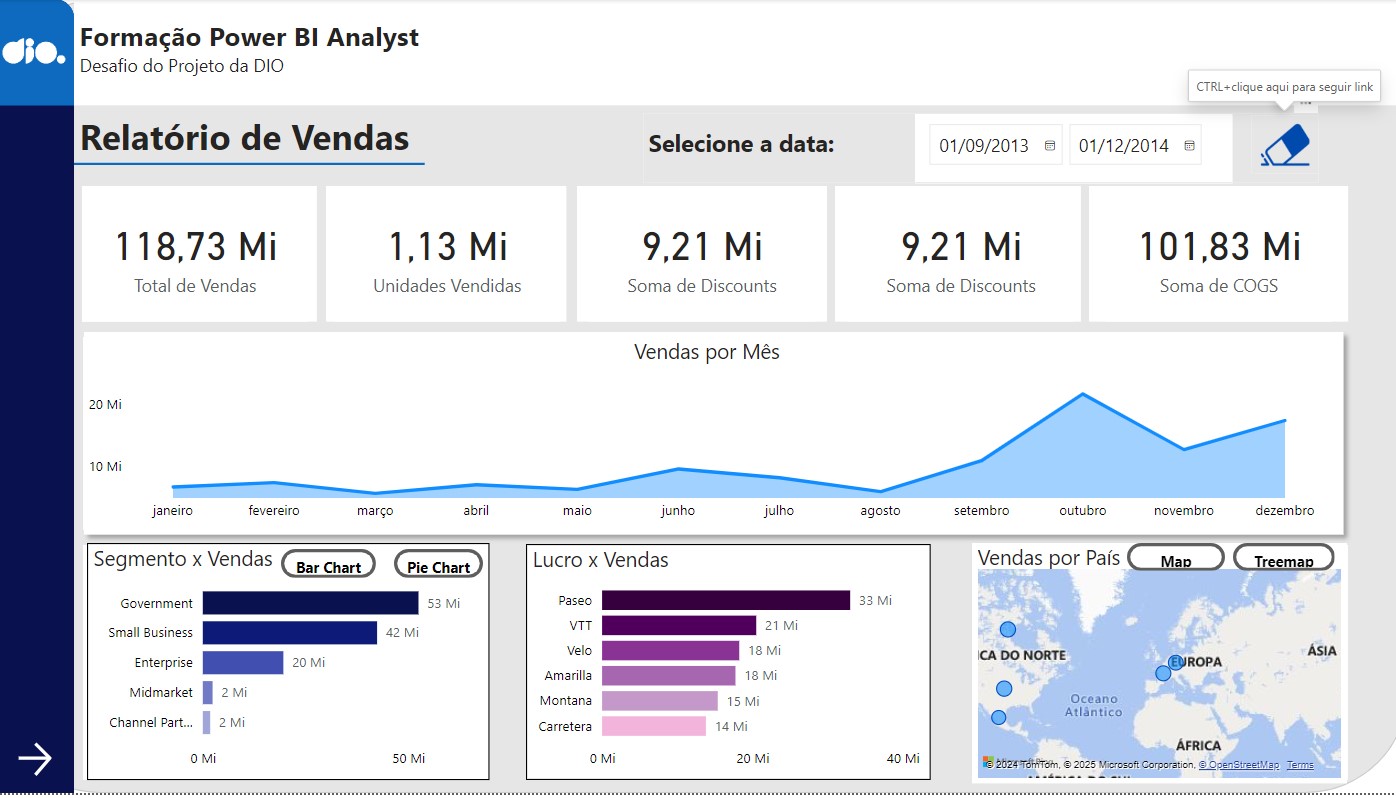 dio.
Formação Power BI Analyst
Desafio do Projeto da DIO
CTRL+clique aqui para seguir link
Relatório de Vendas
Selecione a data:
01/09/2013
01/12/2014
118,73 Mi
Total de Vendas
1,13 Mi
Unidades Vendidas
9,21 Mi
Soma de Discounts
9,21 Mi
Soma de Discounts
101,83 Mi
Soma de COGS
Vendas por Mês
20 Mi
10 Mi
janeiro fevereiro março abril maio junho julho agosto setembro outubro novembro dezembro
Segmento x Vendas
Bar Chart
Pie Chart
Government 53 Mi
Small Business 42 Mi
Enterprise 20 Mi
Midmarket 2 Mi
Channel Part... 2 Mi
0 Mi 50 Mi
Lucro x Vendas
Paseo 33 Mi
VTT 21 Mi
Velo 18 Mi
Amarilla 18 Mi
Montana 15 Mi
Carretera 14 Mi
0 Mi 20 Mi 40 Mi
Vendas por País
Map
Treemap
ICA DO NORTE
EUROPA
ÁSIA
Oceano
Atlântico
ÁFRICA
© 2024 TomTom, © 2025 Microsoft Corporation, © OpenStreetMap Terms
AMÉRICA DO SUL